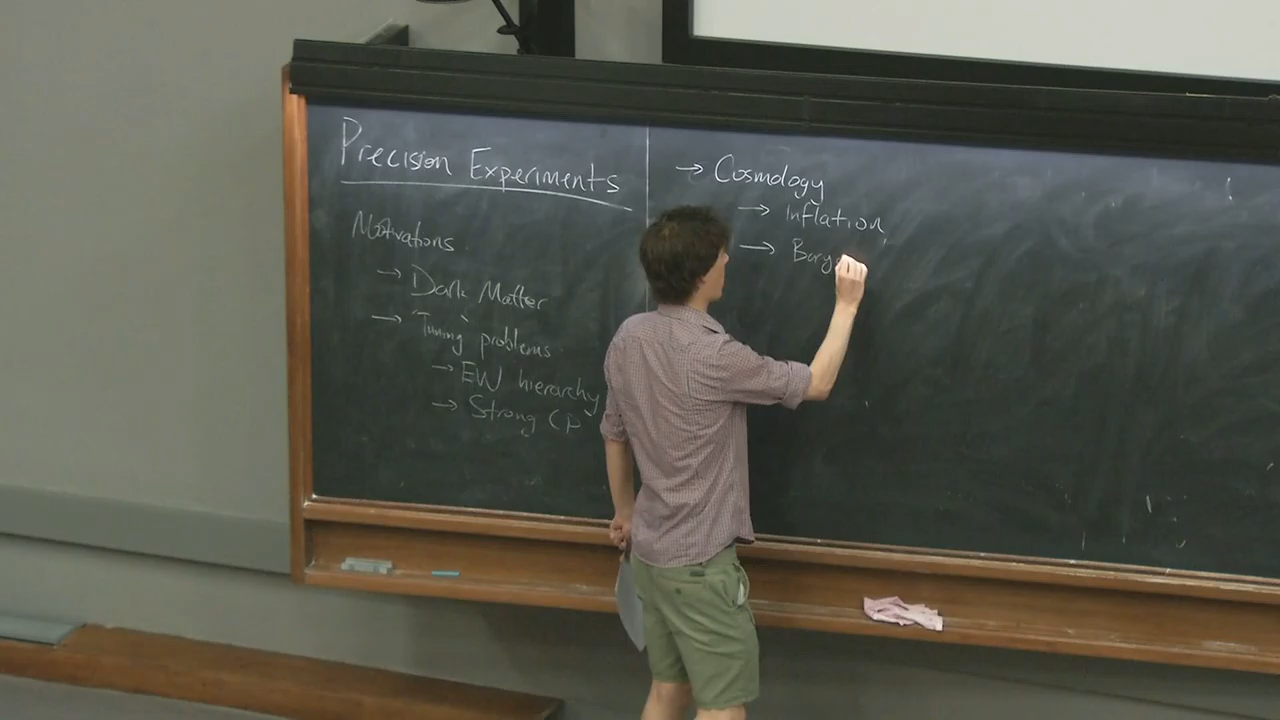 Precision Experiments
Motivations
→ Dark Matter
→ Tuning problems
→ EW hierarchy
→ Strong CP
→ Cosmology
→ Inflation
→ Bary